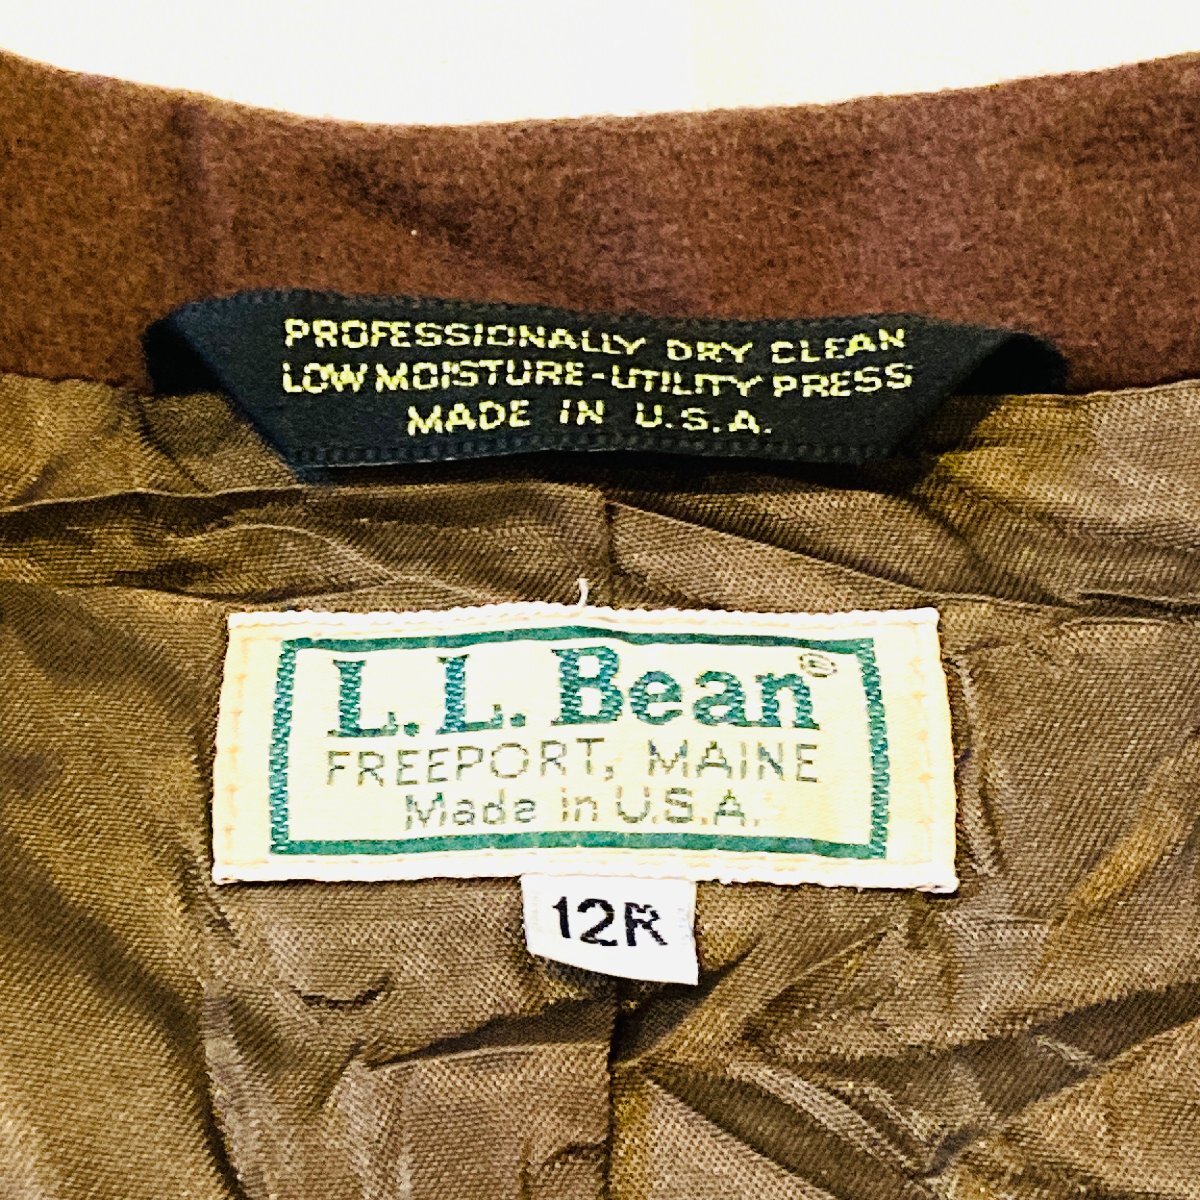 PROFESSIONALLY DRY CLEAN
LOW MOISTURE-UTILITY PRESS
MADE IN U.S.A.
L.L.Bean®
FREEPORT, MAINE
Made in U.S.A.
12R